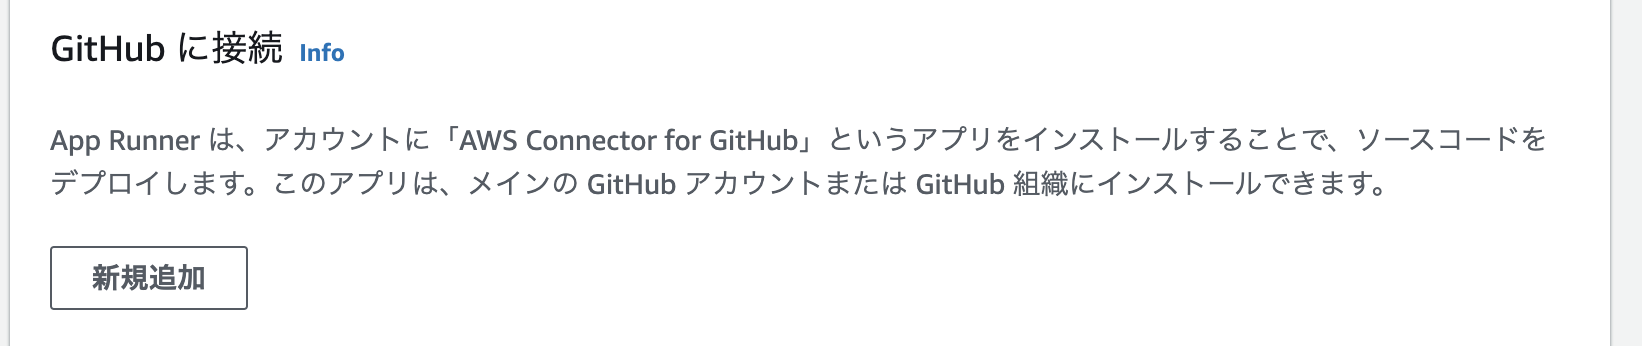 GitHub に接続 Info
App Runner は、アカウントに「AWS Connector for GitHub」というアプリをインストールすることで、ソースコードを
デプロイします。このアプリは、メインの GitHub アカウントまたは GitHub 組織にインストールできます。
新規追加